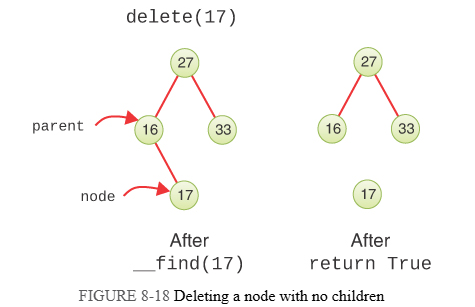 delete(17)
27
27
parent
16
33
16
33
node
17
17
After
__find(17)
After
return True
FIGURE 8-18 Deleting a node with no children